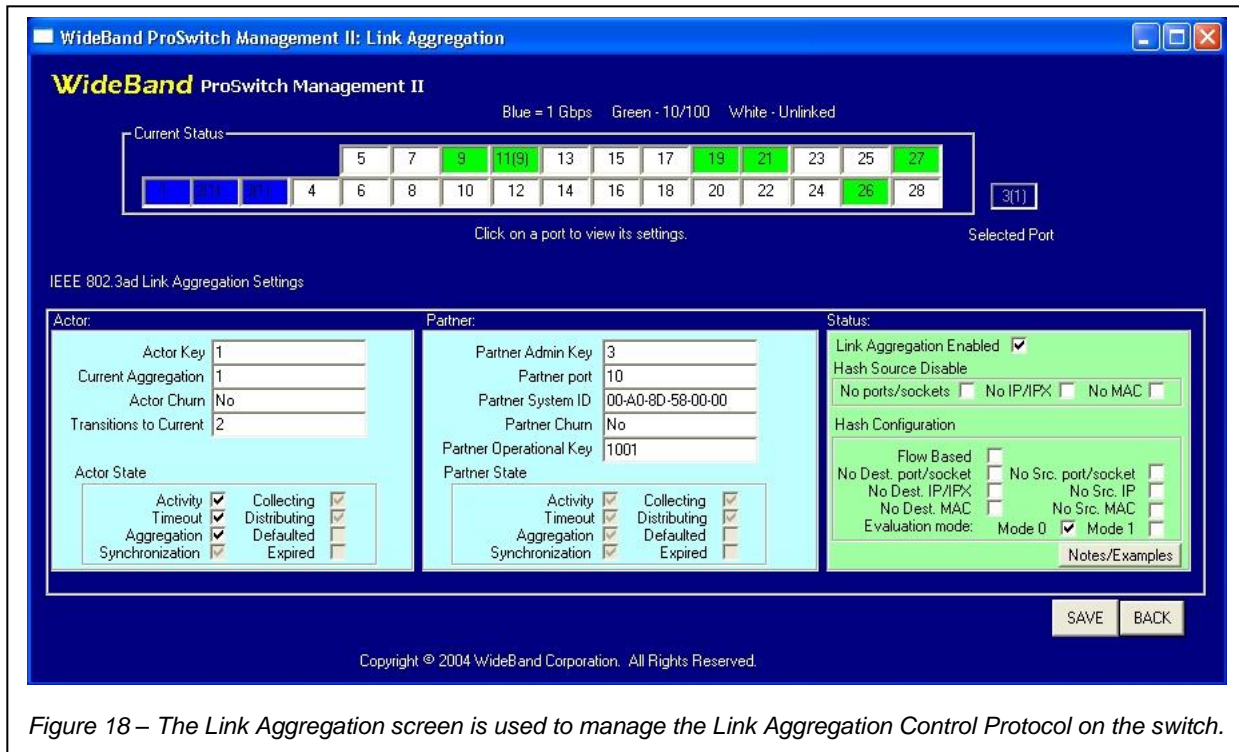 WideBand ProSwitch Management II: Link Aggregation
WideBand ProSwitch Management II
Blue = 1 Gbps Green - 10/100 White - Unlinked
Current Status
5 7 9 11(9) 13 15 17 19 21 23 25 27
1 2(1) 3(1) 4 6 8 10 12 14 16 18 20 22 24 26 28
3(1)
Click on a port to view its settings.
Selected Port
IEEE 802.3ad Link Aggregation Settings
Actor:
Actor Key 1
Current Aggregation 1
Actor Churn No
Transitions to Current 2
Actor State
Activity Collecting
Timeout Distributing
Aggregation Defaulted
Synchronization Expired
Partner:
Partner Admin Key 3
Partner port 10
Partner System ID 00-A0-8D-58-00-00
Partner Churn No
Partner Operational Key 1001
Partner State
Activity Collecting
Timeout Distributing
Aggregation Defaulted
Synchronization Expired
Status:
Link Aggregation Enabled
Hash Source Disable
No ports/sockets No IP/IPX No MAC
Hash Configuration
Flow Based
No Dest. port/socket No Src. port/socket
No Dest. IP/IPX No Src. IP
No Dest. MAC No Src. MAC
Evaluation mode: Mode 0 Mode 1
Notes/Examples
SAVE BACK
Copyright © 2004 WideBand Corporation. All Rights Reserved.
Figure 18 – The Link Aggregation screen is used to manage the Link Aggregation Control Protocol on the switch.